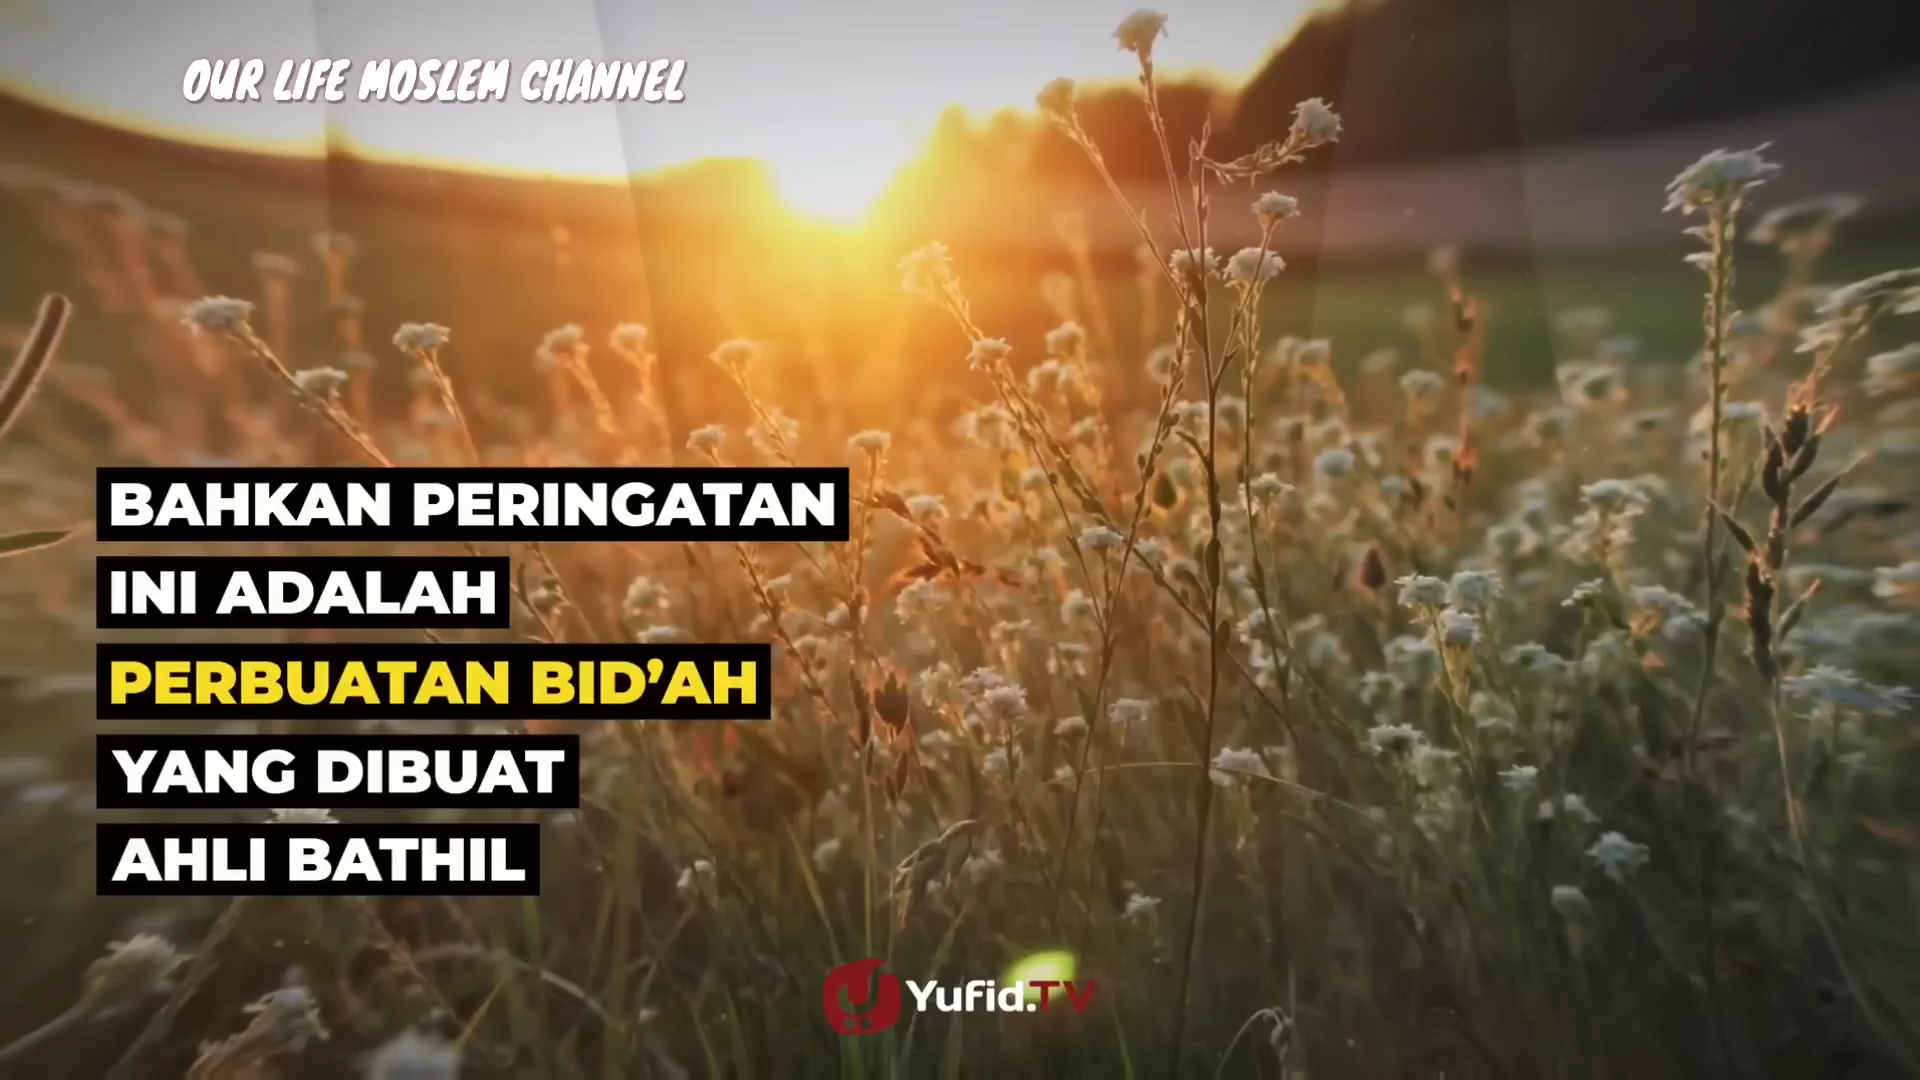 OUR LIFE MOSLEM CHANNEL
BAHKAN PERINGATAN
INI ADALAH
PERBUATAN BID’AH
YANG DIBUAT
AHLI BATHIL
Yufid.TV